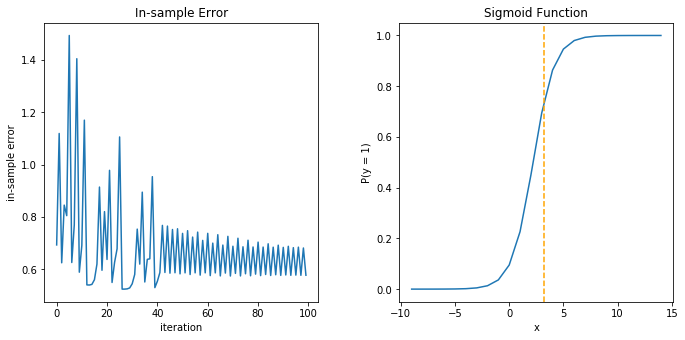 In-sample Error
in-sample error
1.4
1.2
1.0
0.8
0.6
0 20 40 60 80 100
iteration
Sigmoid Function
P(y = 1)
1.0
0.8
0.6
0.4
0.2
0.0
−10 −5 0 5 10 15
x